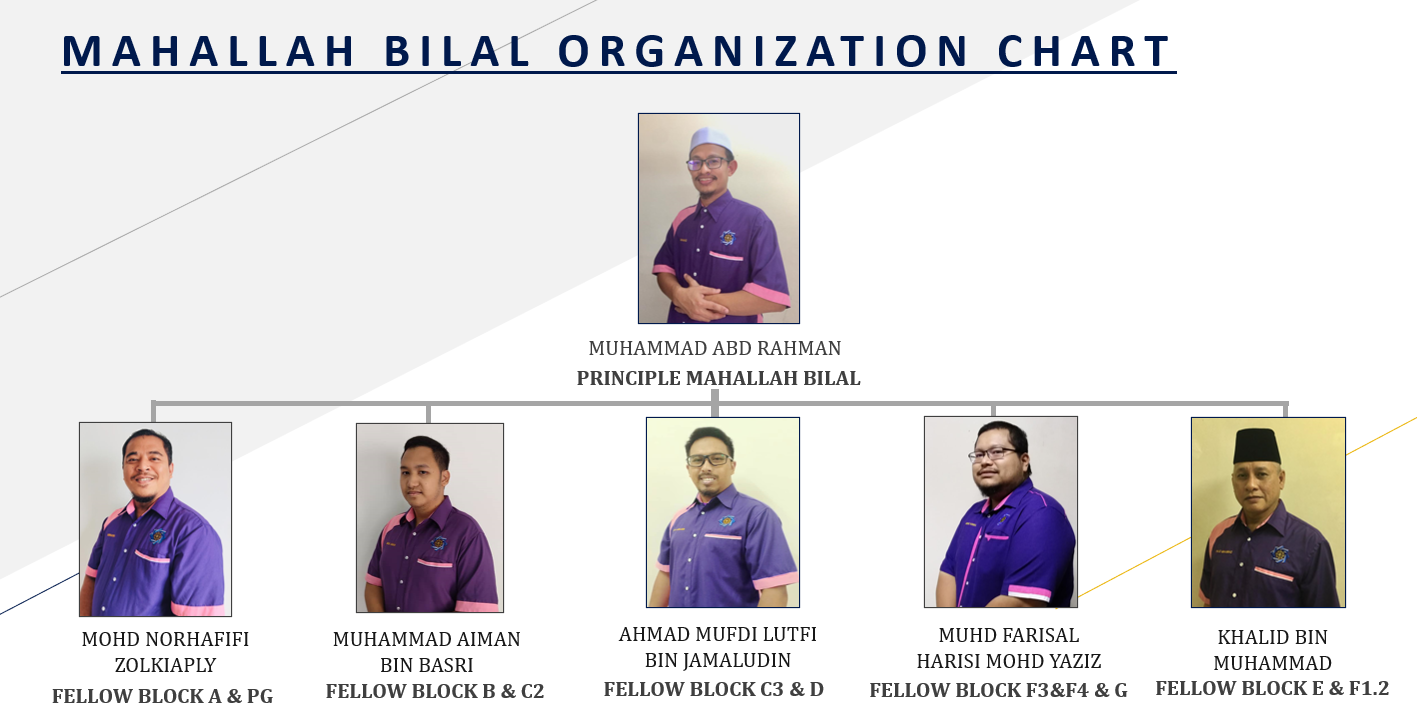 MAHALLAH BILAL ORGANIZATION CHART
MUHAMMAD ABD RAHMAN
PRINCIPLE MAHALLAH BILAL
MOHD NORHAFIFI
ZOLKIAPLY
FELLOW BLOCK A & PG
MUHAMMAD AIMAN
BIN BASRI
FELLOW BLOCK B & C2
AHMAD MUFDI LUTFI
BIN JAMALUDIN
FELLOW BLOCK C3 & D
MUHD FARISAL
HARISI MOHD YAZIZ
FELLOW BLOCK F3&F4 & G
KHALID BIN
MUHAMMAD
FELLOW BLOCK E & F1.2